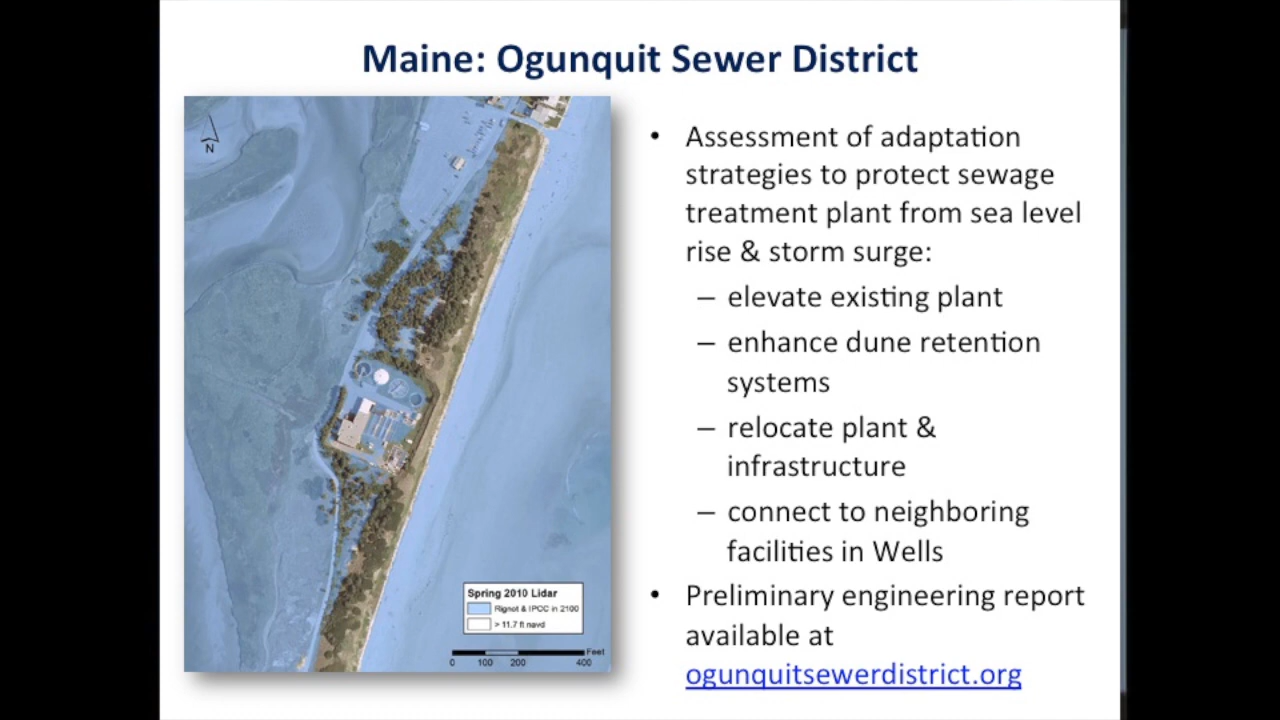 Maine: Ogunquit Sewer District
N
• Assessment of adaptation
strategies to protect sewage
treatment plant from sea level
rise & storm surge:
– elevate existing plant
– enhance dune retention
systems
– relocate plant &
infrastructure
– connect to neighboring
facilities in Wells
• Preliminary engineering report
available at
ogunquitsewerdistrict.org
Spring 2010 Lidar
Rignot & IPCC in 2100
> 11.7 ft navd
Feet
0 100 200 400